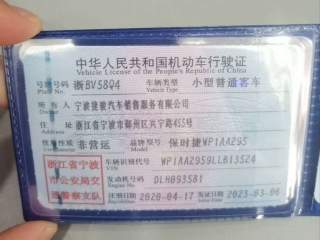 中华人民共和国机动车行驶证
Vehicle License of the People's Republic of China
号牌号码 浙BV5804 车辆类型 小型普通客车
Plate No. Vehicle Type
所有人 宁波捷骏汽车销售服务有限公司
Owner
住址 浙江省宁波市鄞州区兴宁路455号
Address
使用性质 非营运 品牌型号 保时捷WP1AA295
Use Character Model
浙江省宁波市公安局交通警察支队
车辆识别代号 WP1AA2959LLB13524
VIN
发动机号码 DLH093581
Engine No.
注册日期 2020-04-17 发证日期 2023-03-06
Register Date Issue Date